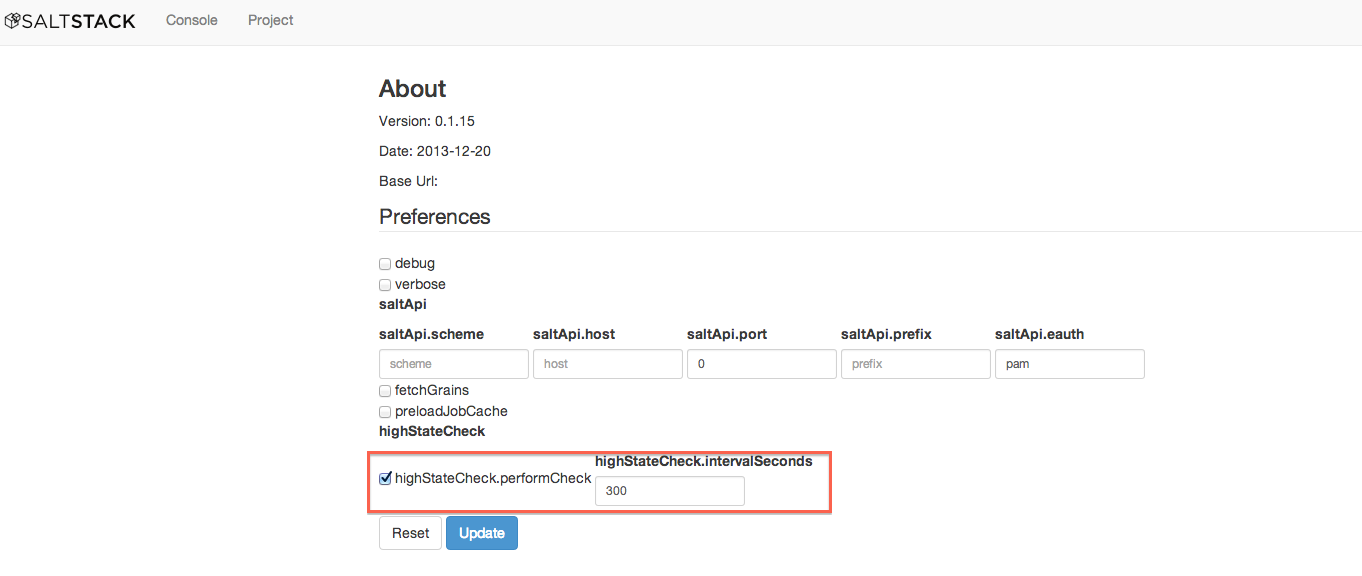 SALTSTACK Console Project
About
Version: 0.1.15
Date: 2013-12-20
Base Url:
Preferences
debug
verbose
saltApi
saltApi.scheme saltApi.host saltApi.port saltApi.prefix saltApi.eauth
scheme host 0 prefix pam
fetchGrains
preloadJobCache
highStateCheck
highStateCheck.intervalSeconds
highStateCheck.performCheck
300
Reset Update